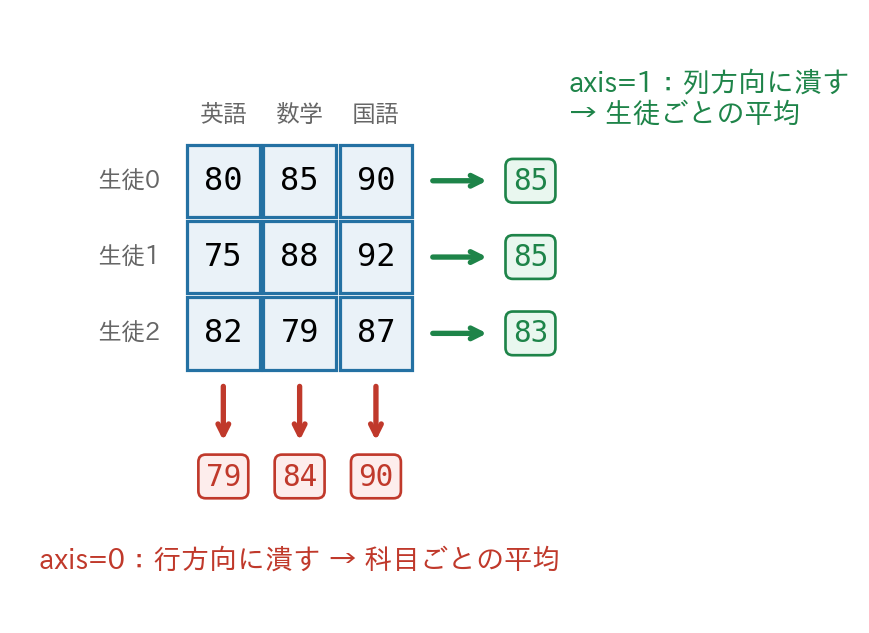 axis=1：列方向に潰す
→ 生徒ごとの平均
英語 数学 国語
生徒0 80 85 90 85
生徒1 75 88 92 85
生徒2 82 79 87 83
79 84 90
axis=0：行方向に潰す → 科目ごとの平均